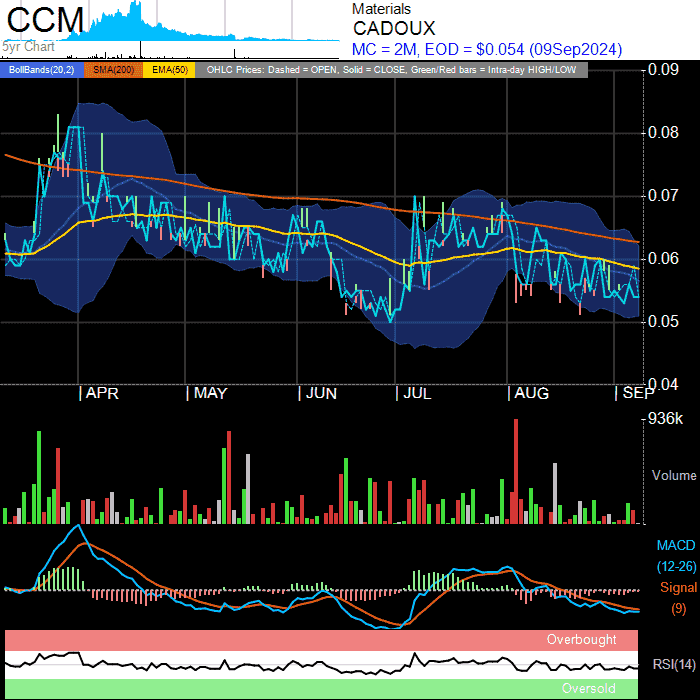 CCM
5yr Chart
Materials
CADOUX
MC = 2M, EOD = $0.054 (09Sep2024)
BollBands(20,2) SMA(200) EMA(50) OHLC Prices: Dashed = OPEN, Solid = CLOSE, Green/Red bars = Intra-day HIGH/LOW
0.09
0.08
0.07
0.06
0.05
0.04
APR MAY JUN JUL AUG SEP
936k
Volume
MACD
(12-26)
Signal
(9)
Overbought
RSI(14)
Oversold